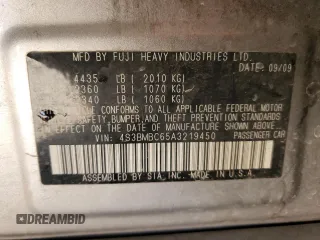 MFD BY FUJI HEAVY INDUSTRIES LTD.
DATE: 09/09
4435 LB ( 2010 KG)
2360 LB ( 1070 KG)
2340 LB ( 1060 KG)
CONFORMS TO ALL APPLICABLE FEDERAL MOTOR
SAFETY, BUMPER, AND THEFT PREVENTION STANDARDS
IN EFFECT ON THE DATE OF MANUFACTURE SHOWN ABOVE.
VIN: 4S3BMBC65A3219450 PASSENGER CAR
ASSEMBLED BY SIA, INC. MADE IN U.S.A.
@DREAMBID